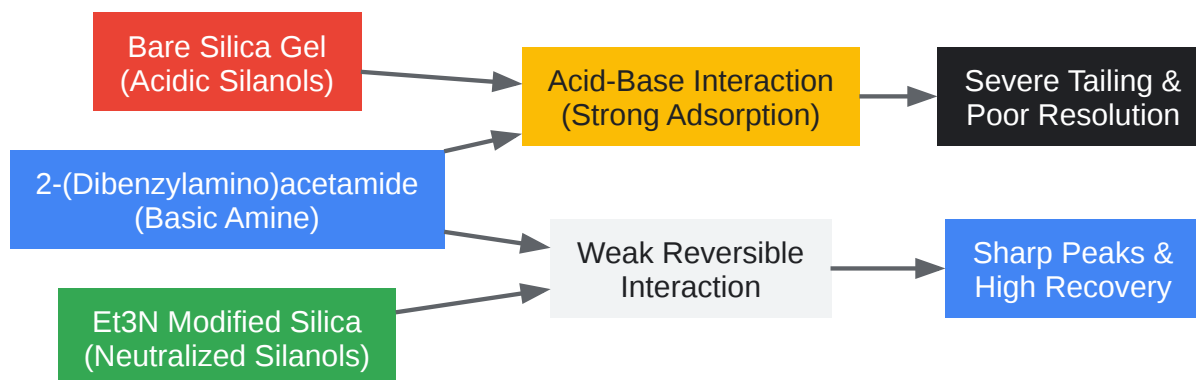 Bare Silica Gel
(Acidic Silanols)
Acid-Base Interaction
(Strong Adsorption)
Severe Tailing &
Poor Resolution
2-(Dibenzylamino)acetamide
(Basic Amine)
Weak Reversible
Interaction
Sharp Peaks &
High Recovery
Et3N Modified Silica
(Neutralized Silanols)